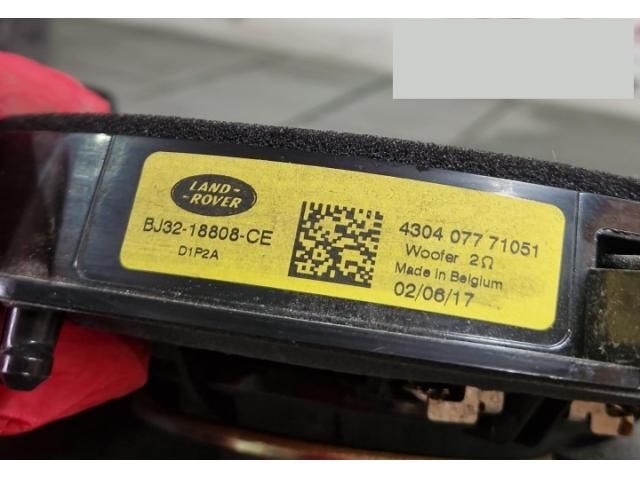 LAND-
-ROVER
BJ32-18808-CE
D1P2A
4304 077 71051
Woofer 2Ω
Made in Belgium
02/06/17